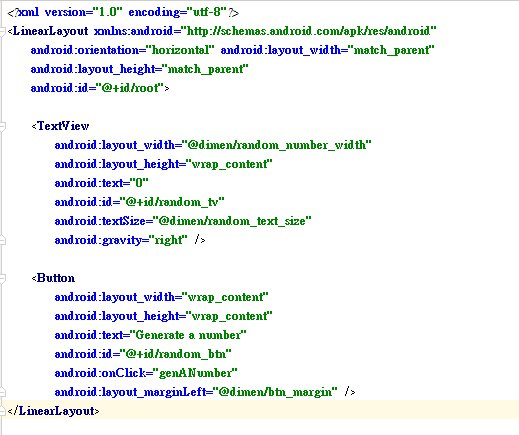 <?xml version="1.0" encoding="utf-8"?>
<LinearLayout xmlns:android="http://schemas.android.com/apk/res/android"
    android:orientation="horizontal" android:layout_width="match_parent"
    android:layout_height="match_parent"
    android:id="@+id/root">

    <TextView
        android:layout_width="@dimen/random_number_width"
        android:layout_height="wrap_content"
        android:text="0"
        android:id="@+id/random_tv"
        android:textSize="@dimen/random_text_size"
        android:gravity="right" />

    <Button
        android:layout_width="wrap_content"
        android:layout_height="wrap_content"
        android:text="Generate a number"
        android:id="@+id/random_btn"
        android:onClick="genANumber"
        android:layout_marginLeft="@dimen/btn_margin" />
</LinearLayout>